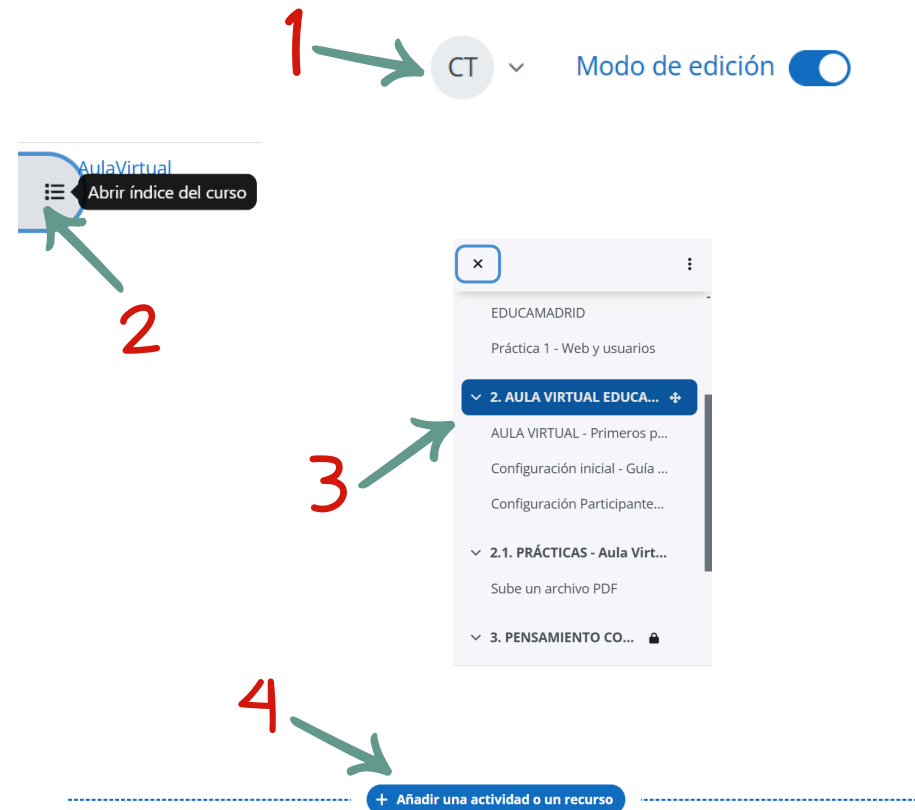 1
CT
Modo de edición
AulaVirtual
Abrir índice del curso
2
EDUCAMADRID
Práctica 1 - Web y usuarios
2. AULA VIRTUAL EDUCA...
AULA VIRTUAL - Primeros p...
Configuración inicial - Guía ...
Configuración Participante...
3
2.1. PRÁCTICAS - Aula Virt...
Sube un archivo PDF
3. PENSAMIENTO CO...
4
+ Añadir una actividad o un recurso